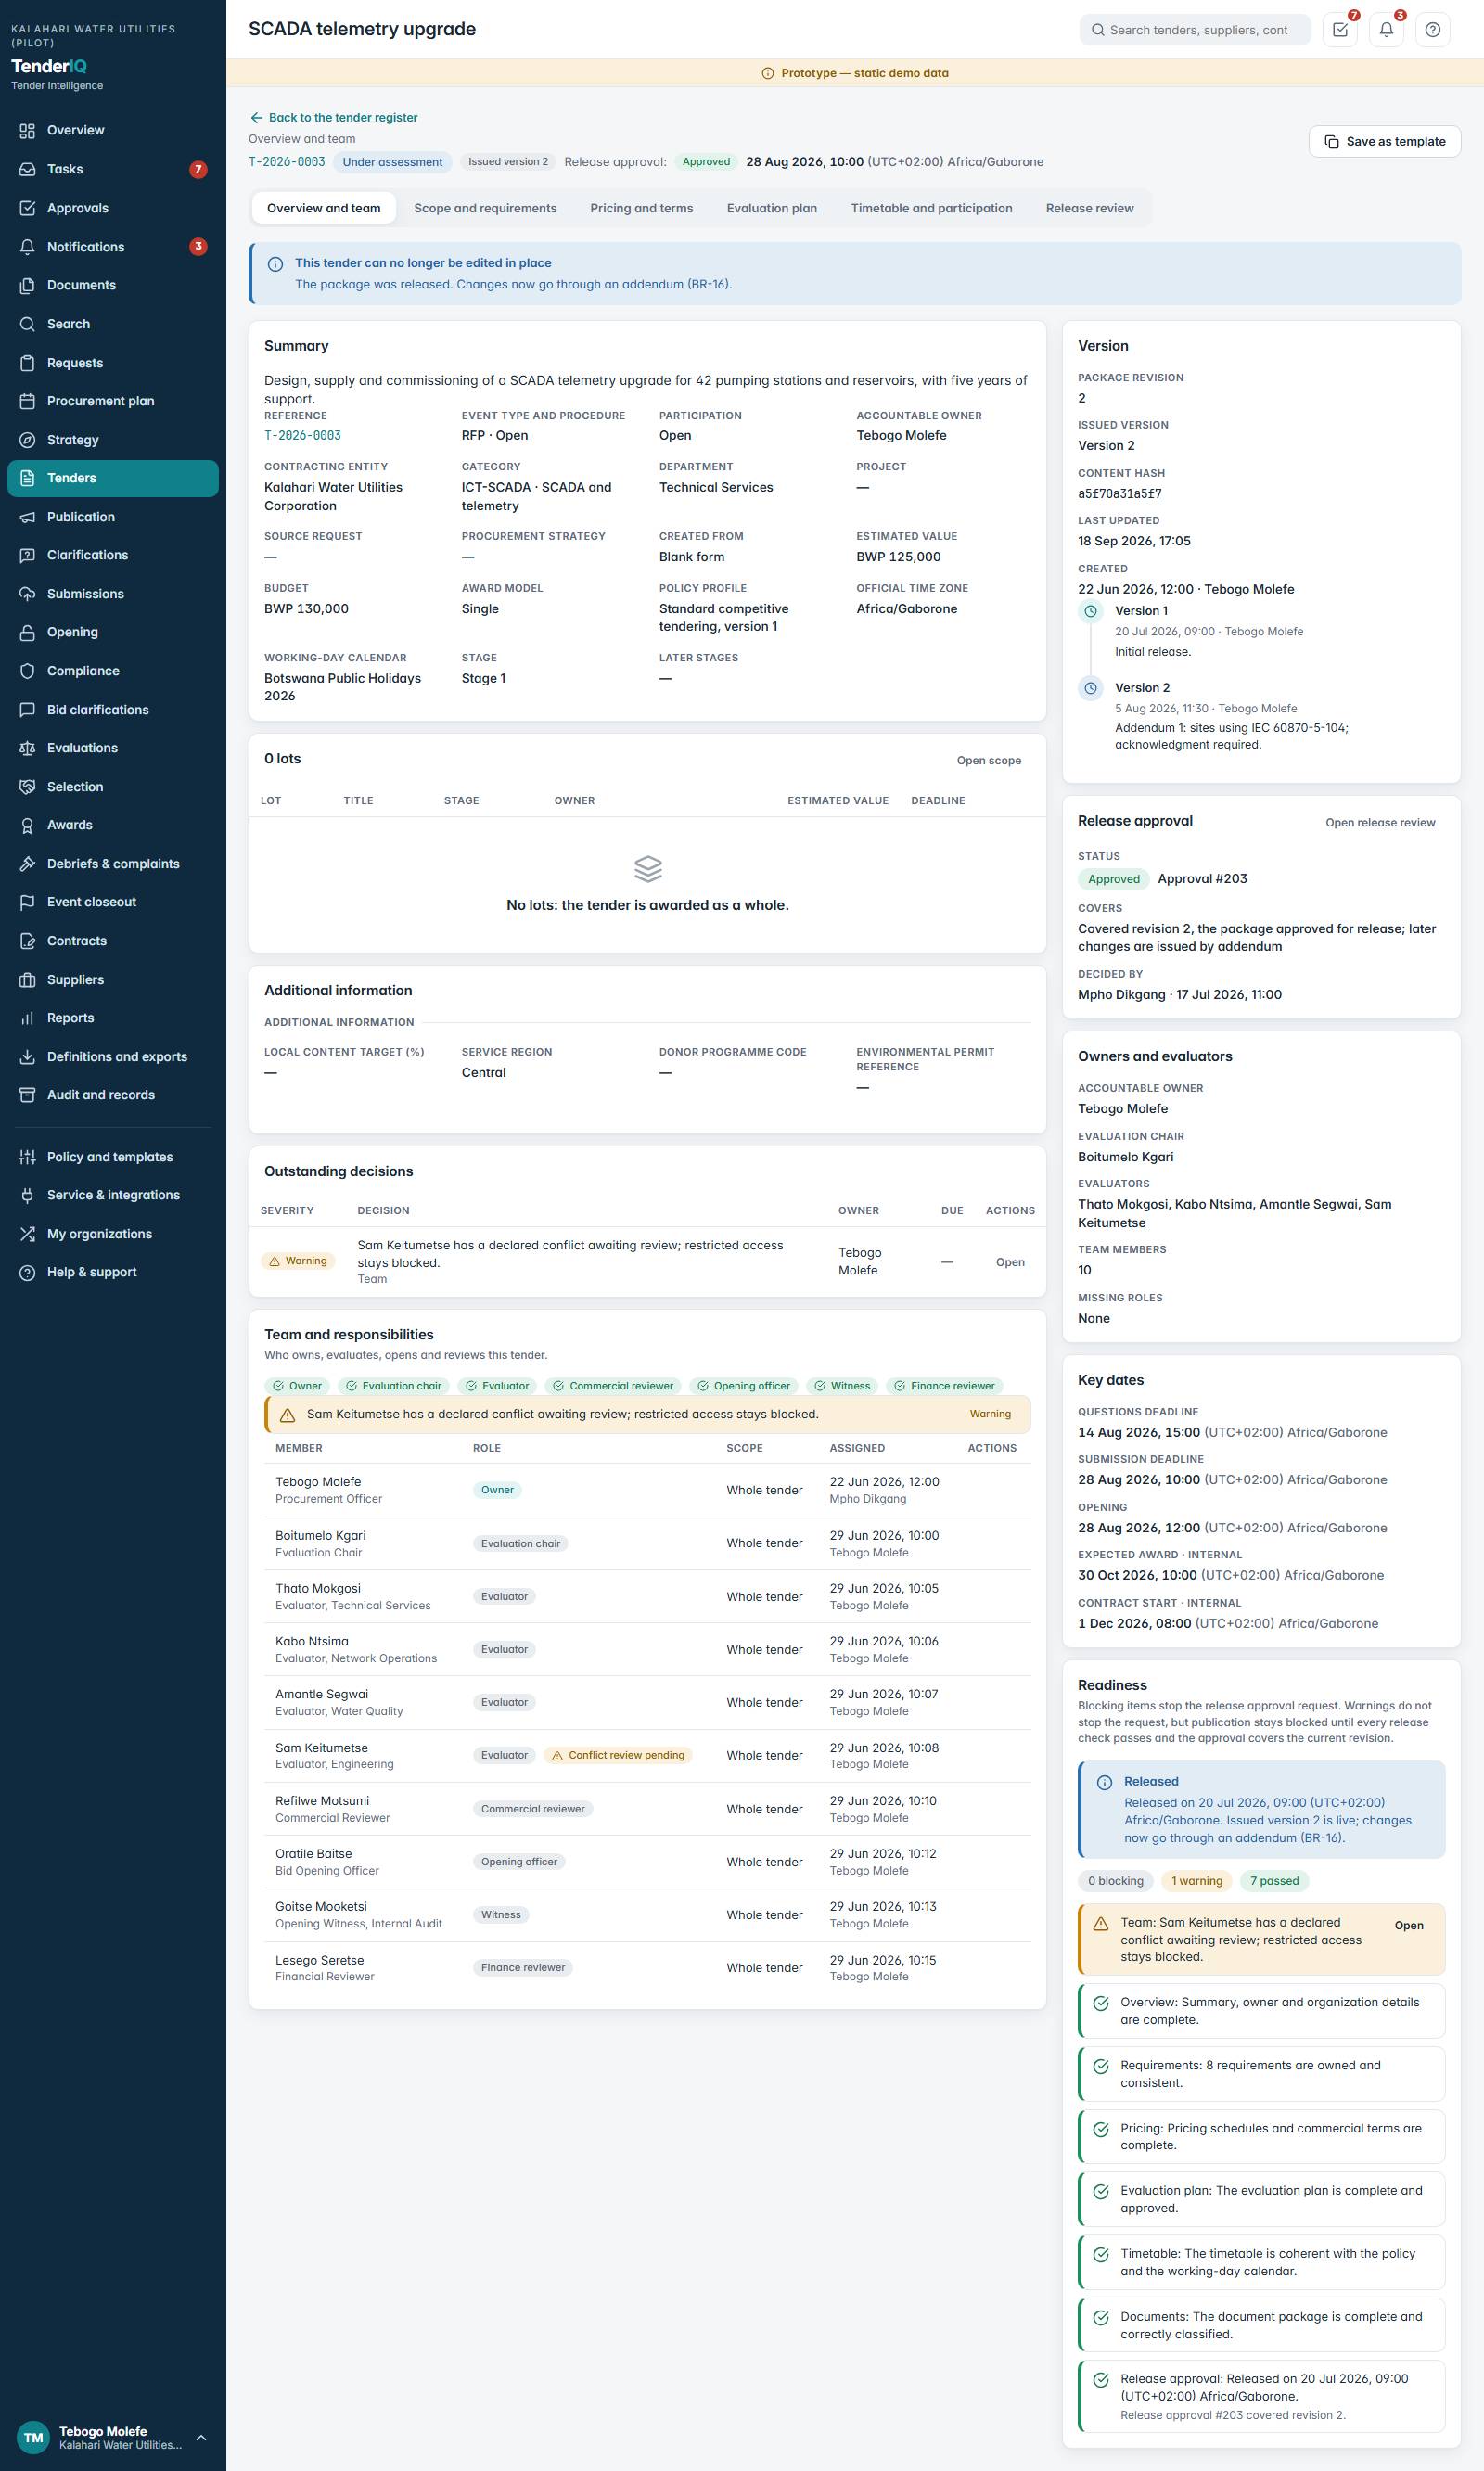 KALAHARI WATER UTILITIES
(PILOT)
TenderIQ
Tender Intelligence
Overview
Tasks 7
Approvals
Notifications 3
Documents
Search
Requests
Procurement plan
Strategy
Tenders
Publication
Clarifications
Submissions
Opening
Compliance
Bid clarifications
Evaluations
Selection
Awards
Debriefs & complaints
Event closeout
Contracts
Suppliers
Reports
Definitions and exports
Audit and records
Policy and templates
Service & integrations
My organizations
Help & support
TM
Tebogo Molefe
Kalahari Water Utilities...
SCADA telemetry upgrade
Search tenders, suppliers, cont
7
3
Prototype — static demo data
Back to the tender register
Overview and team
T-2026-0003 Under assessment Issued version 2 Release approval: Approved 28 Aug 2026, 10:00 (UTC+02:00) Africa/Gaborone
Save as template
Overview and team Scope and requirements Pricing and terms Evaluation plan Timetable and participation Release review
This tender can no longer be edited in place
The package was released. Changes now go through an addendum (BR-16).
Summary
Design, supply and commissioning of a SCADA telemetry upgrade for 42 pumping stations and reservoirs, with five years of
support.
REFERENCE EVENT TYPE AND PROCEDURE PARTICIPATION ACCOUNTABLE OWNER
T-2026-0003 RFP · Open Open Tebogo Molefe
CONTRACTING ENTITY CATEGORY DEPARTMENT PROJECT
Kalahari Water Utilities ICT-SCADA · SCADA and Technical Services —
Corporation telemetry
SOURCE REQUEST PROCUREMENT STRATEGY CREATED FROM ESTIMATED VALUE
— — Blank form BWP 125,000
BUDGET AWARD MODEL POLICY PROFILE OFFICIAL TIME ZONE
BWP 130,000 Single Standard competitive Africa/Gaborone
tendering, version 1
WORKING-DAY CALENDAR STAGE LATER STAGES
Botswana Public Holidays Stage 1 —
2026
0 lots Open scope
LOT TITLE STAGE OWNER ESTIMATED VALUE DEADLINE
No lots: the tender is awarded as a whole.
Additional information
ADDITIONAL INFORMATION
LOCAL CONTENT TARGET (%) SERVICE REGION DONOR PROGRAMME CODE ENVIRONMENTAL PERMIT
REFERENCE
— Central — —
Outstanding decisions
SEVERITY DECISION OWNER DUE ACTIONS
Warning Sam Keitumetse has a declared conflict awaiting review; restricted access Tebogo — Open
stays blocked. Molefe
Team
Team and responsibilities
Who owns, evaluates, opens and reviews this tender.
Owner Evaluation chair Evaluator Commercial reviewer Opening officer Witness Finance reviewer
Sam Keitumetse has a declared conflict awaiting review; restricted access stays blocked. Warning
MEMBER ROLE SCOPE ASSIGNED ACTIONS
Tebogo Molefe Owner Whole tender 22 Jun 2026, 12:00
Procurement Officer Mpho Dikgang
Boitumelo Kgari Evaluation chair Whole tender 29 Jun 2026, 10:00
Evaluation Chair Tebogo Molefe
Thato Mokgosi Evaluator Whole tender 29 Jun 2026, 10:05
Evaluator, Technical Services Tebogo Molefe
Kabo Ntsima Evaluator Whole tender 29 Jun 2026, 10:06
Evaluator, Network Operations Tebogo Molefe
Amantle Segwai Evaluator Whole tender 29 Jun 2026, 10:07
Evaluator, Water Quality Tebogo Molefe
Sam Keitumetse Evaluator Conflict review pending Whole tender 29 Jun 2026, 10:08
Evaluator, Engineering Tebogo Molefe
Refilwe Motsumi Commercial reviewer Whole tender 29 Jun 2026, 10:10
Commercial Reviewer Tebogo Molefe
Oratile Baitse Opening officer Whole tender 29 Jun 2026, 10:12
Bid Opening Officer Tebogo Molefe
Goitse Mooketsi Witness Whole tender 29 Jun 2026, 10:13
Opening Witness, Internal Audit Tebogo Molefe
Lesego Seretse Finance reviewer Whole tender 29 Jun 2026, 10:15
Financial Reviewer Tebogo Molefe
Version
PACKAGE REVISION
2
ISSUED VERSION
Version 2
CONTENT HASH
a5f70a31a5f7
LAST UPDATED
18 Sep 2026, 17:05
CREATED
22 Jun 2026, 12:00 · Tebogo Molefe
Version 1
20 Jul 2026, 09:00 · Tebogo Molefe
Initial release.
Version 2
5 Aug 2026, 11:30 · Tebogo Molefe
Addendum 1: sites using IEC 60870-5-104;
acknowledgment required.
Release approval Open release review
STATUS
Approved Approval #203
COVERS
Covered revision 2, the package approved for release; later
changes are issued by addendum
DECIDED BY
Mpho Dikgang · 17 Jul 2026, 11:00
Owners and evaluators
ACCOUNTABLE OWNER
Tebogo Molefe
EVALUATION CHAIR
Boitumelo Kgari
EVALUATORS
Thato Mokgosi, Kabo Ntsima, Amantle Segwai, Sam
Keitumetse
TEAM MEMBERS
10
MISSING ROLES
None
Key dates
QUESTIONS DEADLINE
14 Aug 2026, 15:00 (UTC+02:00) Africa/Gaborone
SUBMISSION DEADLINE
28 Aug 2026, 10:00 (UTC+02:00) Africa/Gaborone
OPENING
28 Aug 2026, 12:00 (UTC+02:00) Africa/Gaborone
EXPECTED AWARD · INTERNAL
30 Oct 2026, 10:00 (UTC+02:00) Africa/Gaborone
CONTRACT START · INTERNAL
1 Dec 2026, 08:00 (UTC+02:00) Africa/Gaborone
Readiness
Blocking items stop the release approval request. Warnings do not
stop the request, but publication stays blocked until every release
check passes and the approval covers the current revision.
Released
Released on 20 Jul 2026, 09:00 (UTC+02:00)
Africa/Gaborone. Issued version 2 is live; changes
now go through an addendum (BR-16).
0 blocking 1 warning 7 passed
Team: Sam Keitumetse has a declared Open
conflict awaiting review; restricted access
stays blocked.
Overview: Summary, owner and organization details
are complete.
Requirements: 8 requirements are owned and
consistent.
Pricing: Pricing schedules and commercial terms are
complete.
Evaluation plan: The evaluation plan is complete and
approved.
Timetable: The timetable is coherent with the policy
and the working-day calendar.
Documents: The document package is complete and
correctly classified.
Release approval: Released on 20 Jul 2026, 09:00
(UTC+02:00) Africa/Gaborone.
Release approval #203 covered revision 2.